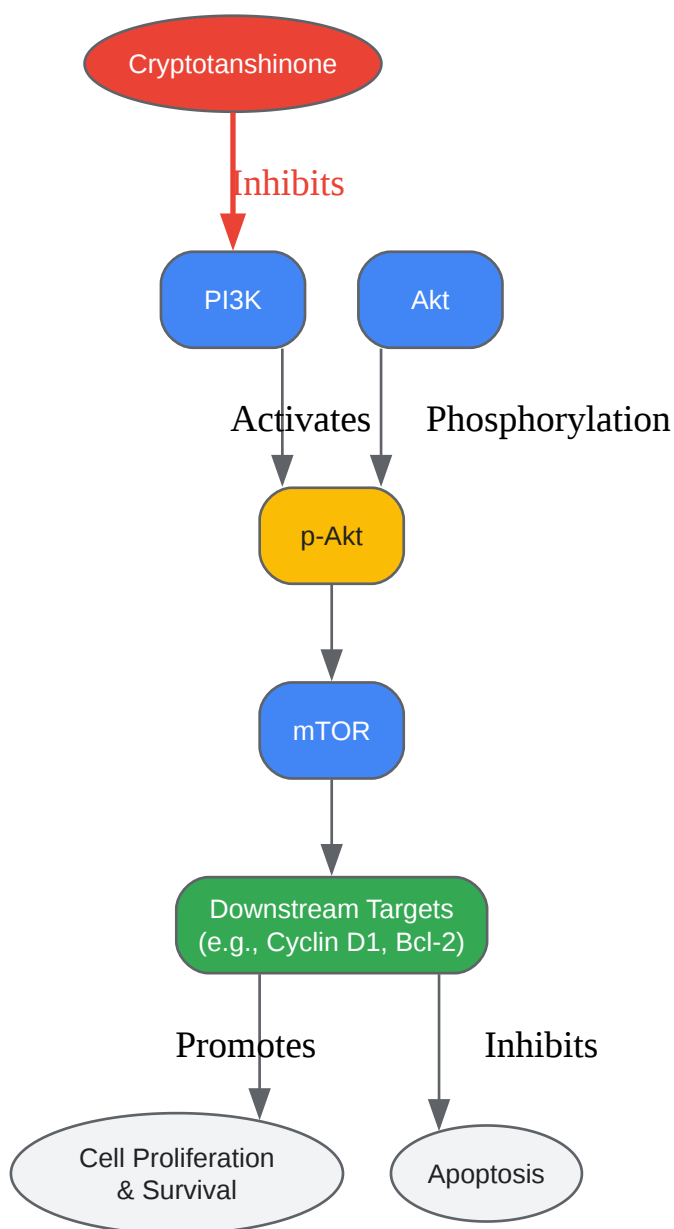 Cryptotanshinone
Inhibits
PI3K
Akt
Activates
Phosphorylation
p-Akt
mTOR
Downstream Targets
(e.g., Cyclin D1, Bcl-2)
Promotes
Inhibits
Cell Proliferation
& Survival
Apoptosis